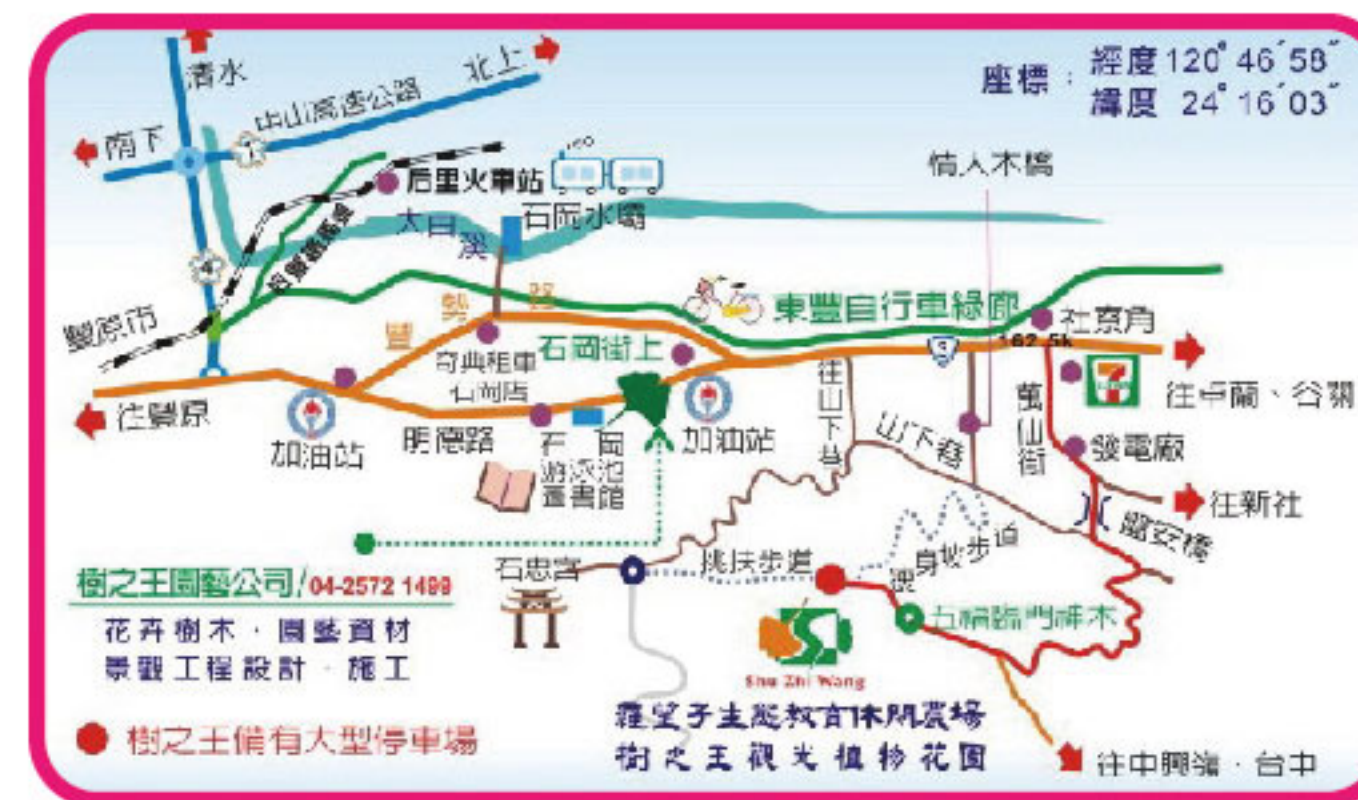 清水
北上
中山高速公路
南下
1
座標：
經度 120° 46′ 58″
緯度 24° 16′ 03″
情人木橋
后里火車站
石岡水壩
大甲溪
4
豐原市
豐勢路
東豐自行車綠廊
社寮角
162.5k
3
奇典租車
石岡店
石岡街上
往豐原
加油站
明德路
石岡
游泳池
圖書館
加油站
往山下巷
山下巷
萬仙街
往卓蘭、谷關
發電廠
往新社
石忠宮
挑扶步道
五福臨門神木
樹之王園藝公司/04-2572 1499
花卉樹木．園藝資材
景觀工程設計．施工
Shu Zhi Wang
羅望子生態教育休閒農場
樹之王觀光植物花園
樹之王備有大型停車場
往中興嶺．台中